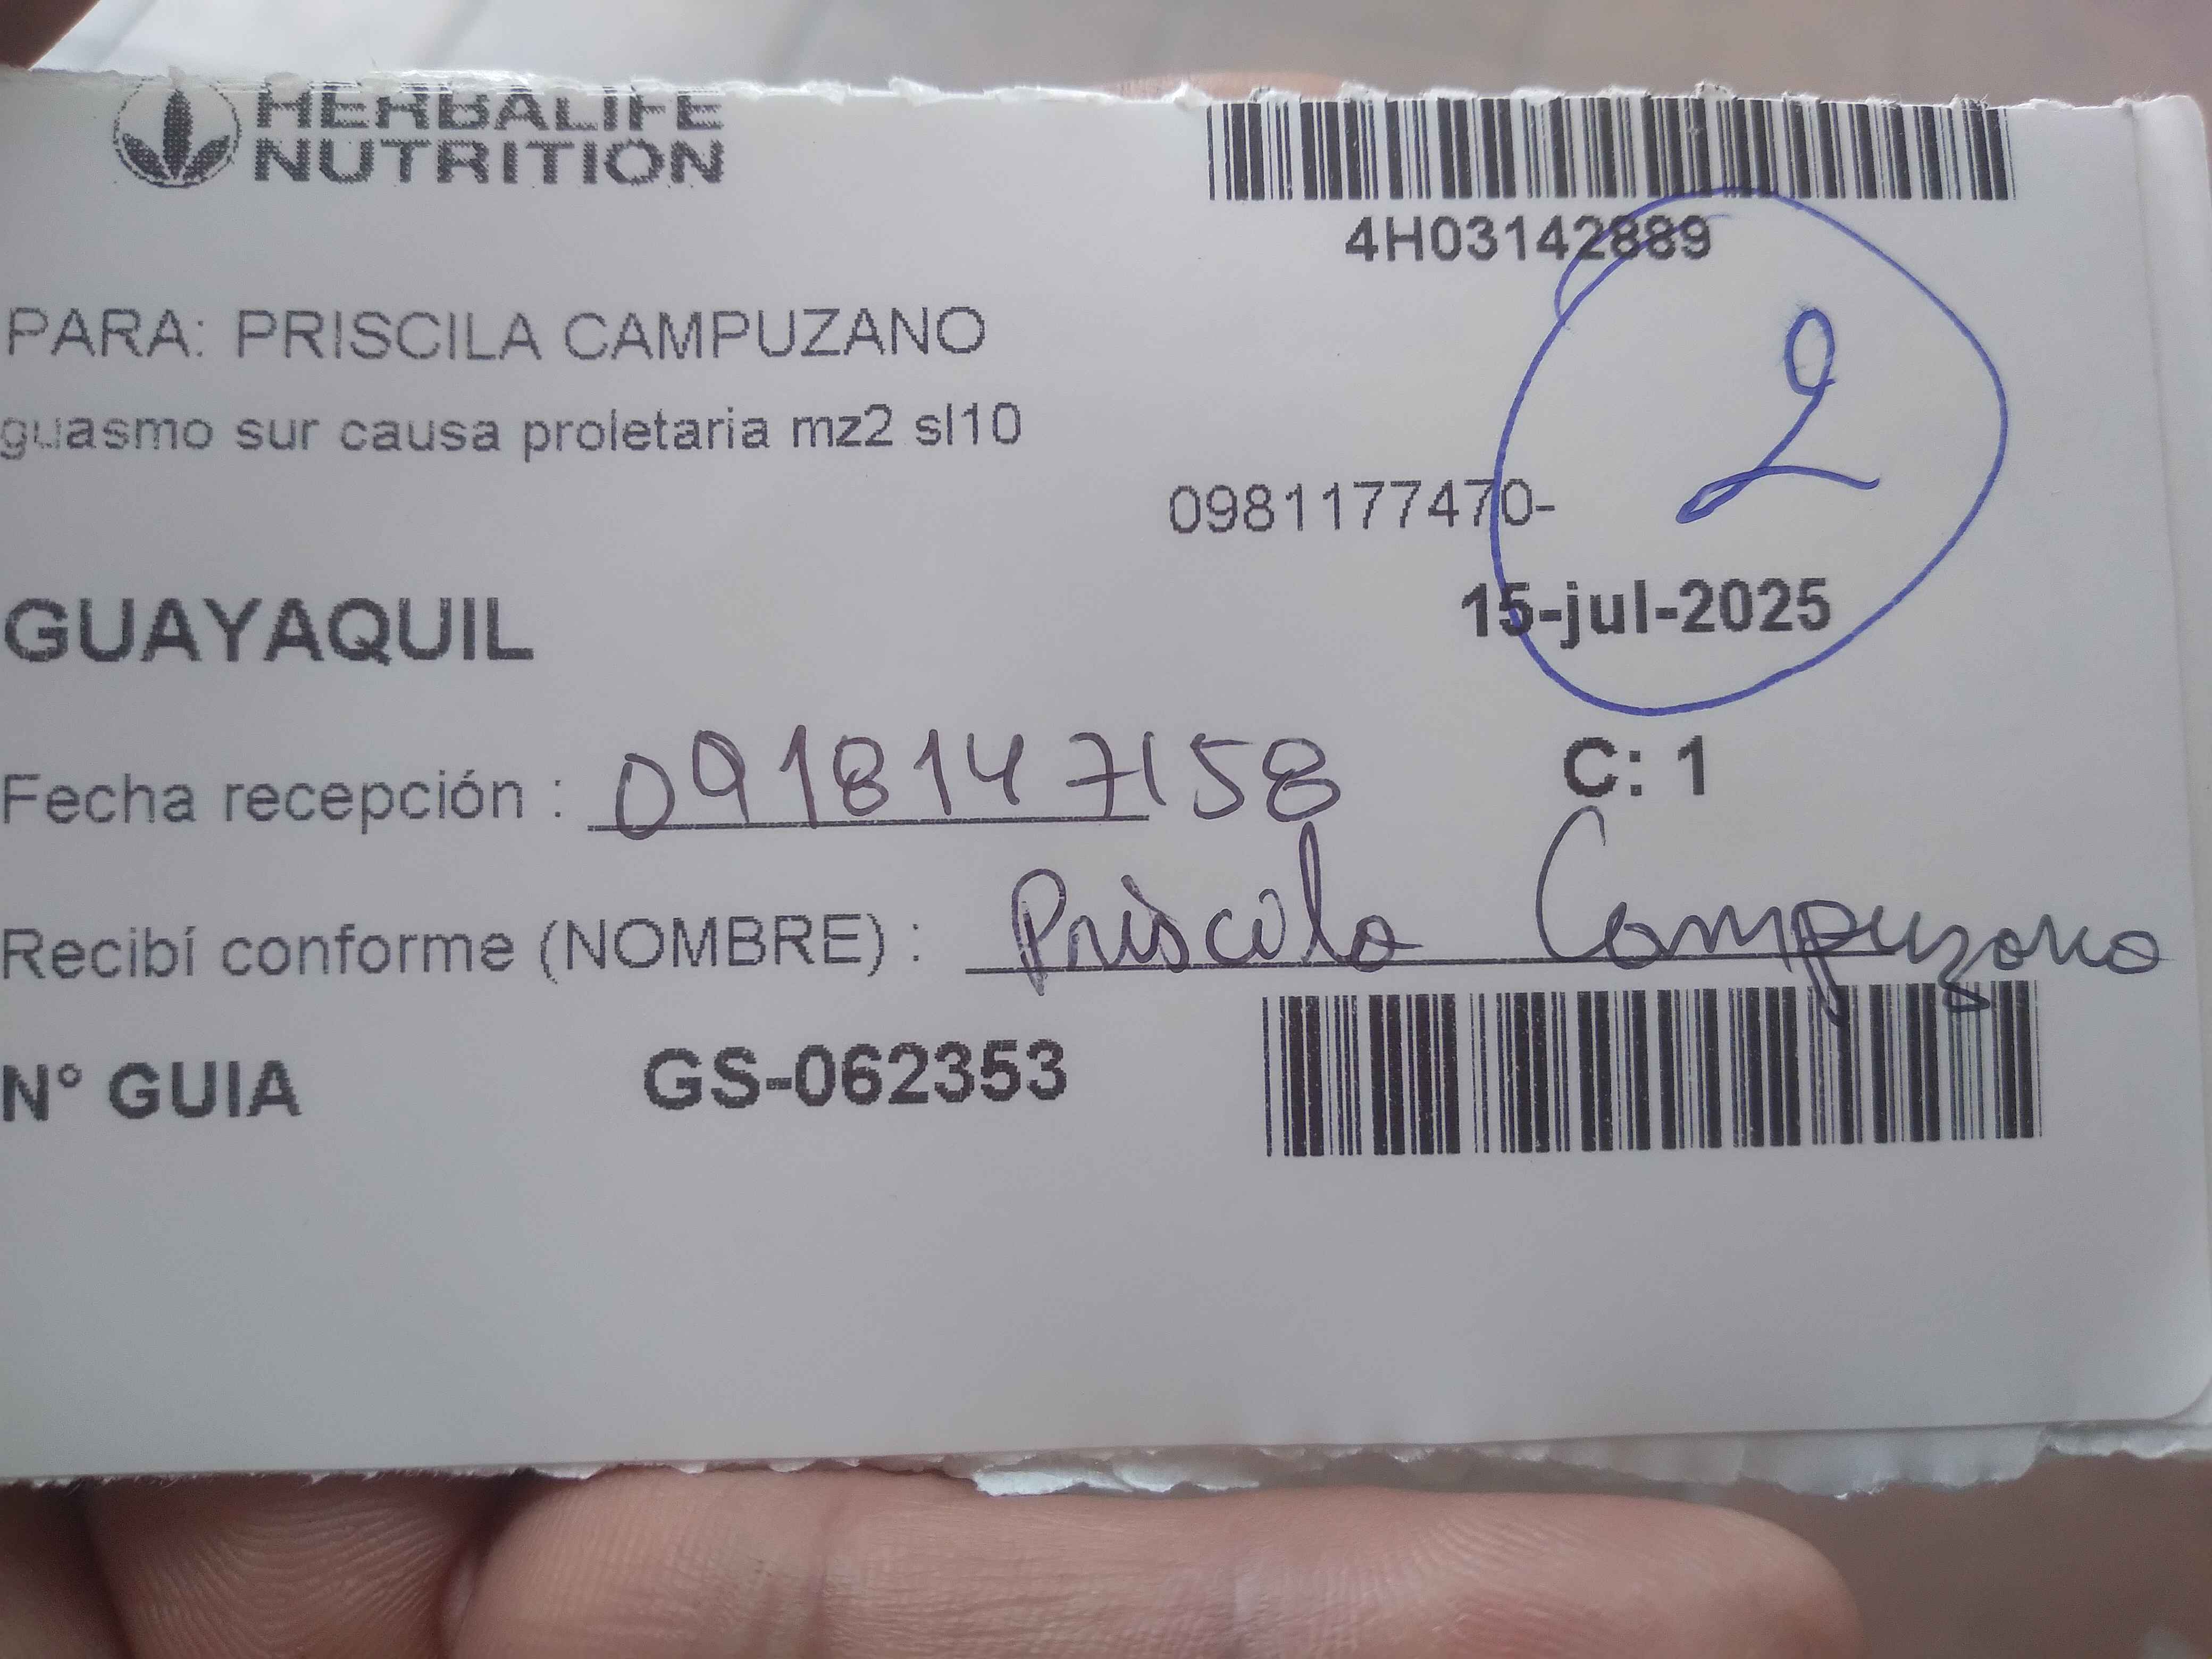 HERBALIFE
NUTRITION
4H03142889
PARA: PRISCILA CAMPUZANO
guasmo sur causa proletaria mz2 sl10
2
0981177470-
GUAYAQUIL
15-jul-2025
Fecha recepción : 0918147158
C: 1
Recibí conforme (NOMBRE) : Priscila Campuzano
N° GUIA GS-062353